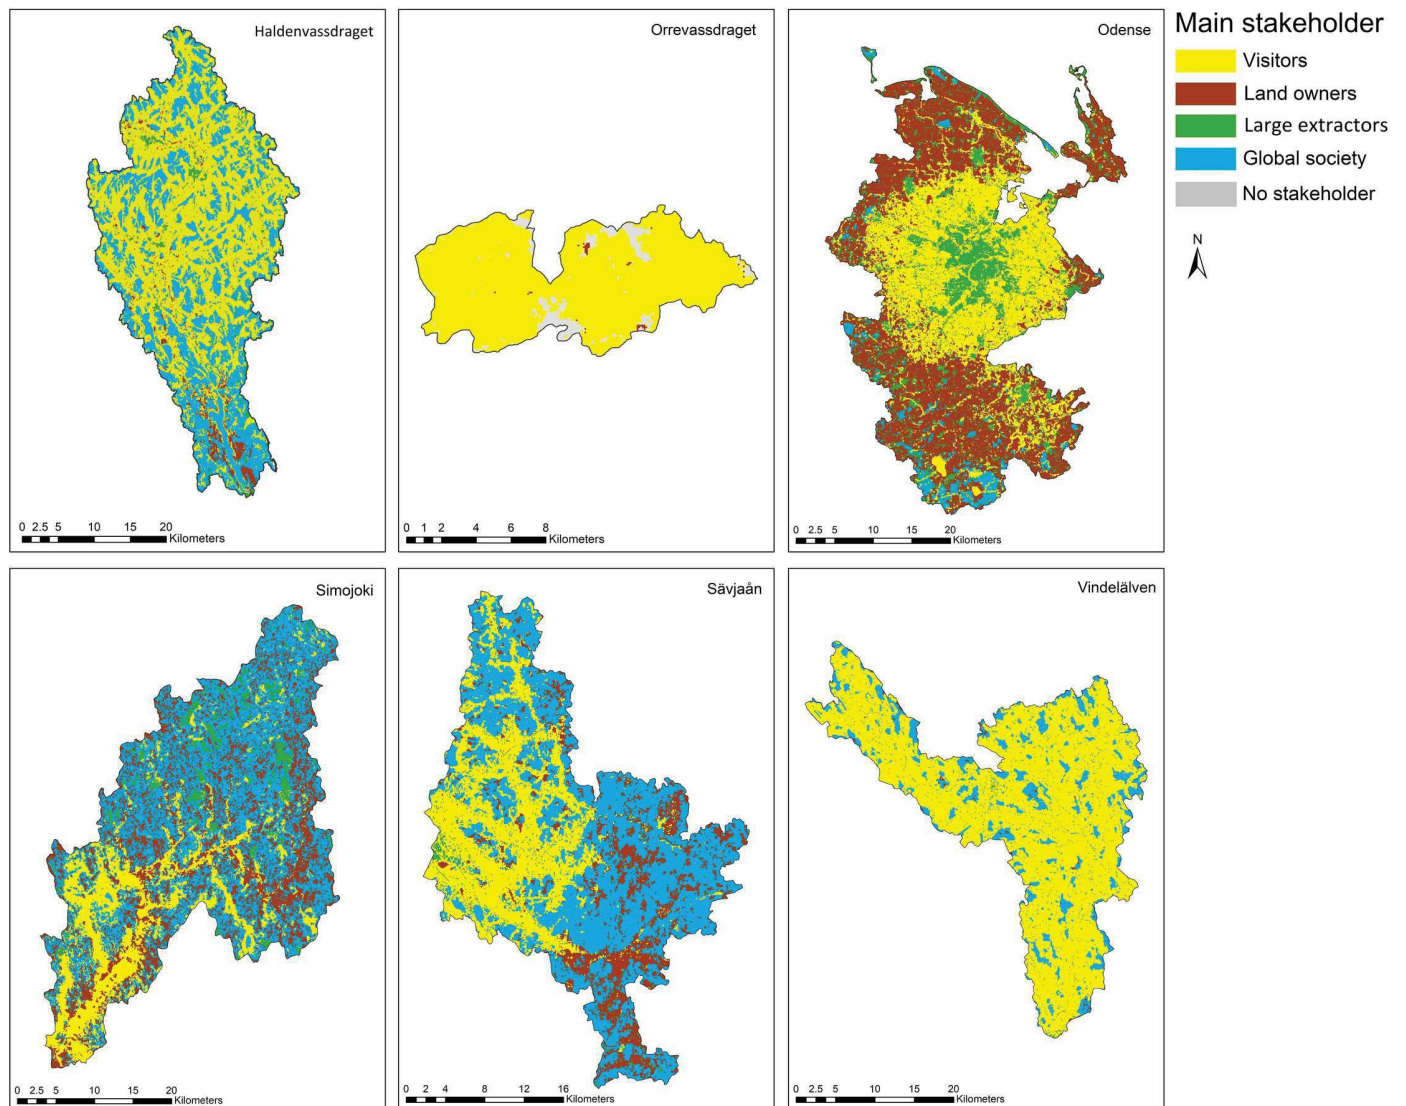 Haldenvassdraget
0 2.5 5 10 15 20
Kilometers
Orrevassdraget
0 1 2 4 6 8
Kilometers
Odense
0 2.5 5 10 15 20
Kilometers
Main stakeholder
Visitors
Land owners
Large extractors
Global society
No stakeholder
N
Simojoki
0 2.5 5 10 15 20
Kilometers
Sävjaån
0 2 4 8 12 16
Kilometers
Vindelälven
0 2.5 5 10 15 20
Kilometers